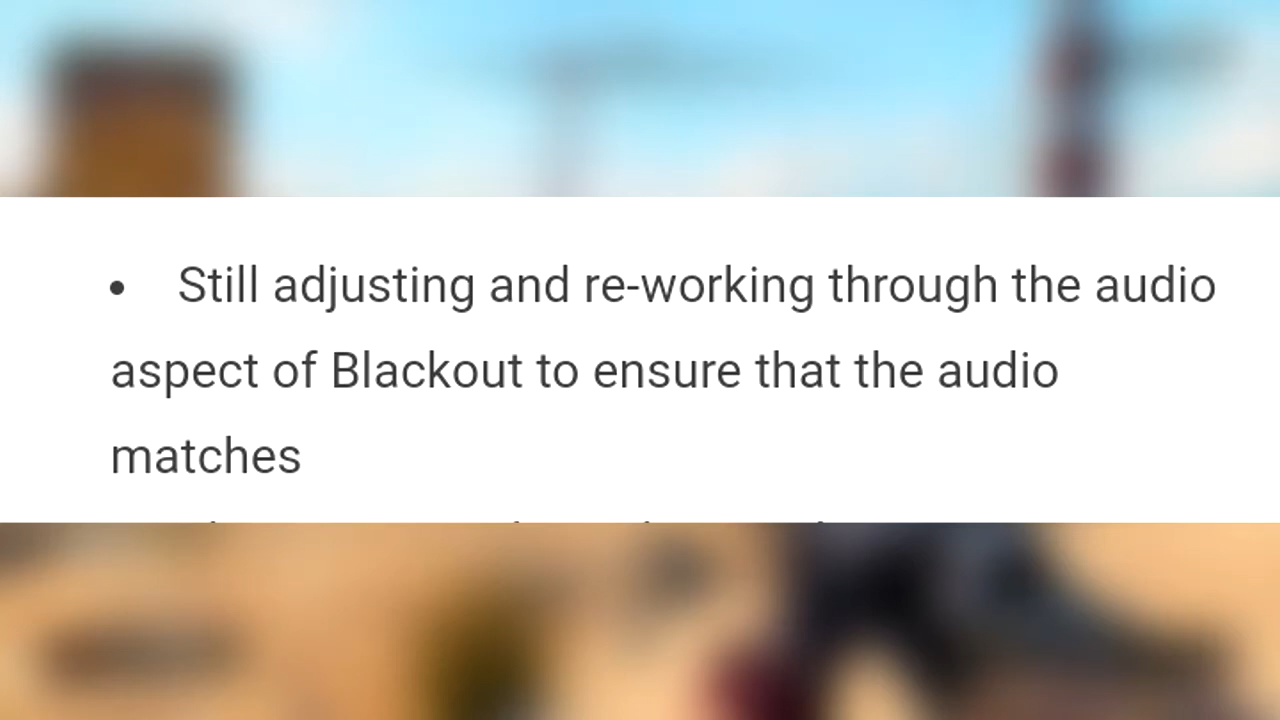 • Still adjusting and re-working through the audio
aspect of Blackout to ensure that the audio
matches